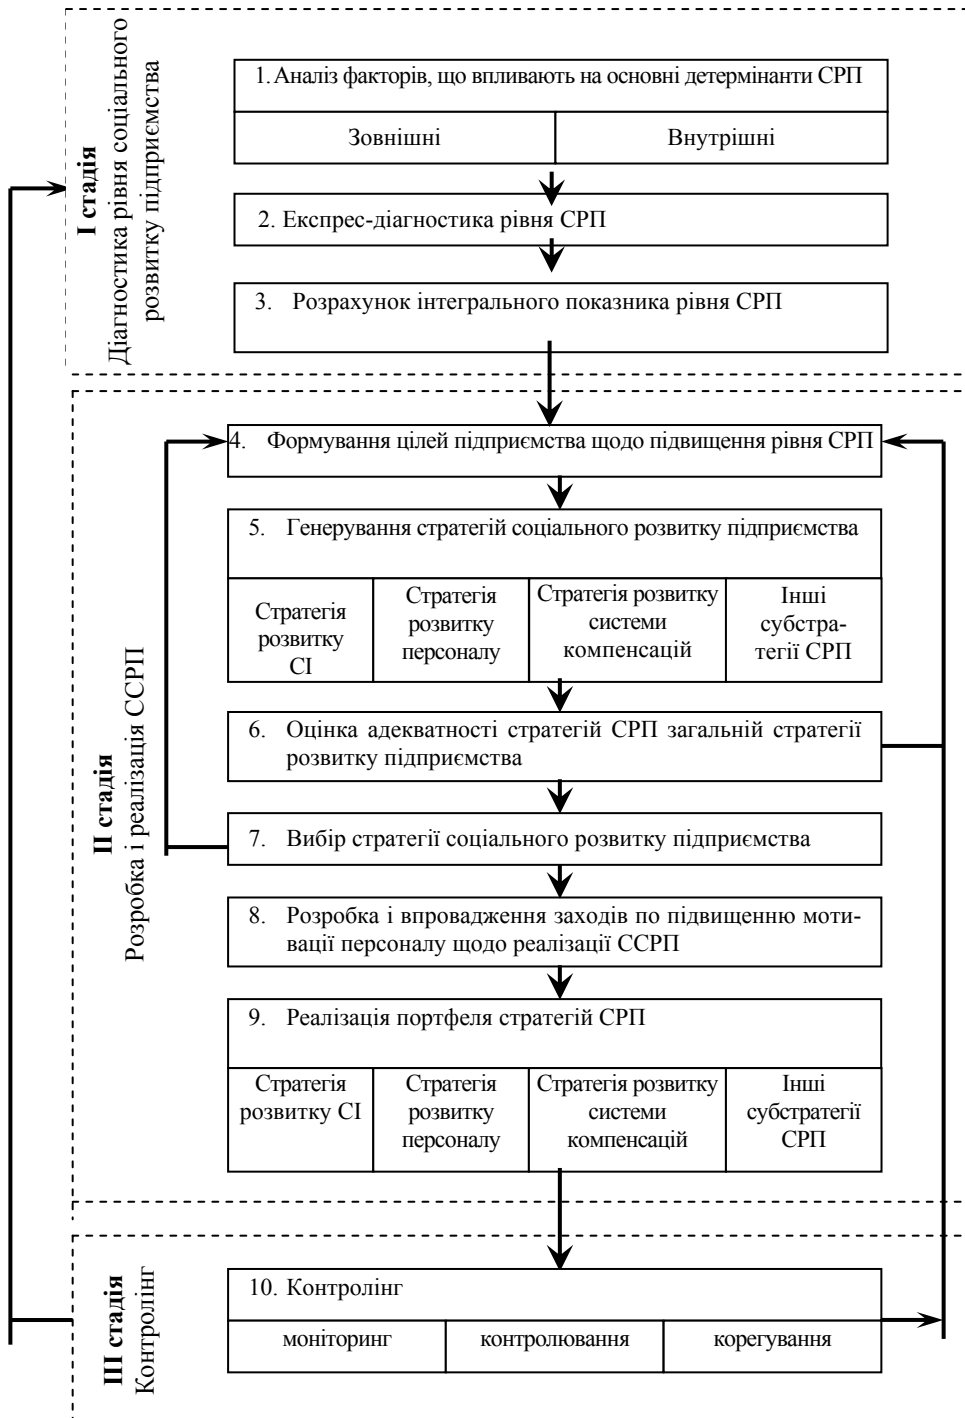 І стадія
Діагностика рівня соціального
розвитку підприємства
1. Аналіз факторів, що впливають на основні детермінанти СРП
Зовнішні
Внутрішні
2. Експрес-діагностика рівня СРП
3. Розрахунок інтегрального показника рівня СРП
ІІ стадія
Розробка і реалізація ССРП
4. Формування цілей підприємства щодо підвищення рівня СРП
5. Генерування стратегій соціального розвитку підприємства
Стратегія
розвитку
СІ
Стратегія
розвитку
персоналу
Стратегія розвитку
системи
компенсацій
Інші
субстра-
тегії СРП
6. Оцінка адекватності стратегій СРП загальній стратегії
розвитку підприємства
7. Вибір стратегії соціального розвитку підприємства
8. Розробка і впровадження заходів по підвищенню моти-
вації персоналу щодо реалізації ССРП
9. Реалізація портфеля стратегій СРП
Стратегія
розвитку СІ
Стратегія
розвитку
персоналу
Стратегія розвитку
системи
компенсацій
Інші
субстратегії
СРП
ІІІ стадія
Контролінг
10. Контролінг
моніторинг
контролювання
корегування